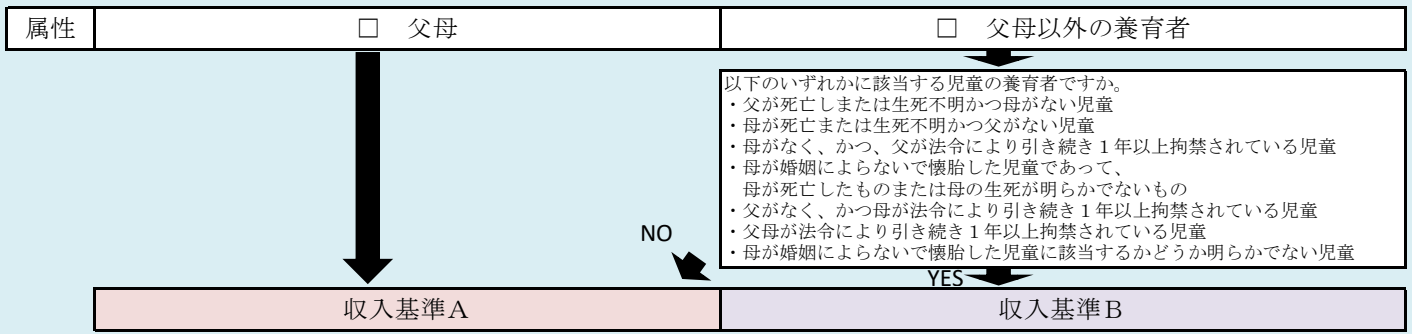 属性
□　父母
□　父母以外の養育者
以下のいずれかに該当する児童の養育者ですか。
・父が死亡しまたは生死不明かつ母がない児童
・母が死亡または生死不明かつ父がない児童
・母がなく、かつ、父が法令により引き続き１年以上拘禁されている児童
・母が婚姻によらないで懐胎した児童であって、
　母が死亡したものまたは母の生死が明らかでないもの
・父がなく、かつ母が法令により引き続き１年以上拘禁されている児童
・父母が法令により引き続き１年以上拘禁されている児童
・母が婚姻によらないで懐胎した児童に該当するかどうか明らかでない児童
NO
YES
収入基準Ａ
収入基準Ｂ